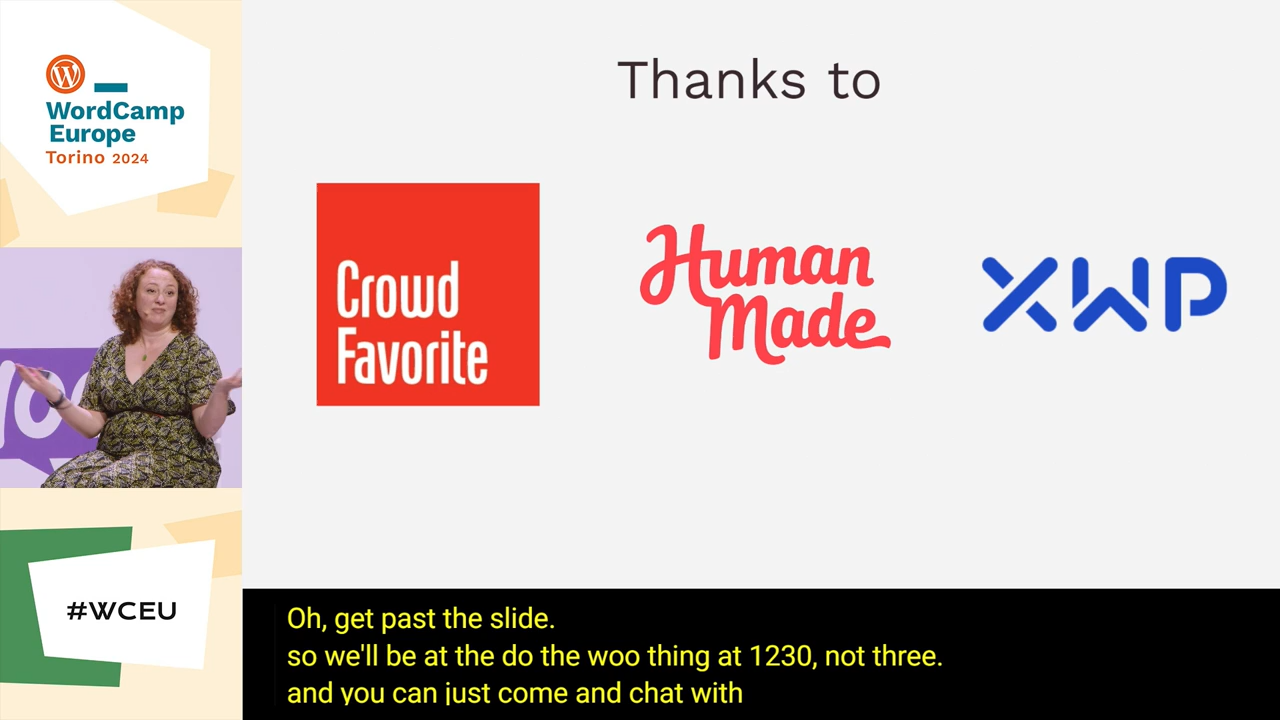 WordCamp
Europe
Torino 2024
#WCEU
Thanks to
Crowd
Favorite
Human
Made
XWP
Oh, get past the slide.
so we'll be at the do the woo thing at 1230, not three.
and you can just come and chat with